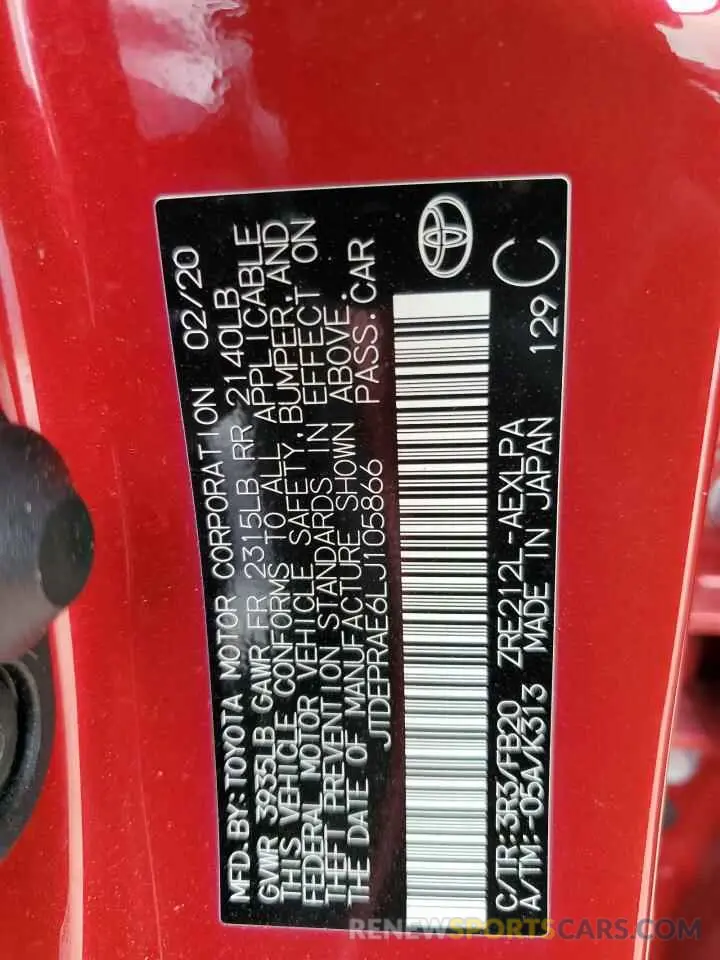 MFD.BY:TOYOTA MOTOR CORPORATION 02/20
GVWR 3935LB GAWR FR 2315LB RR 2140LB
THIS VEHICLE CONFORMS TO ALL APPLICABLE
FEDERAL MOTOR VEHICLE SAFETY,BUMPER,AND
THEFT PREVENTION STANDARDS IN EFFECT ON
THE DATE OF MANUFACTURE SHOWN ABOVE.
JTDEPRAE6LJ105866 PASS.CAR
C/TR:3R3/FB20 ZRE212L-AEXLPA 129 C
A/TM:-05A/K313 MADE IN JAPAN
RENEWSPORTSCARS.COM